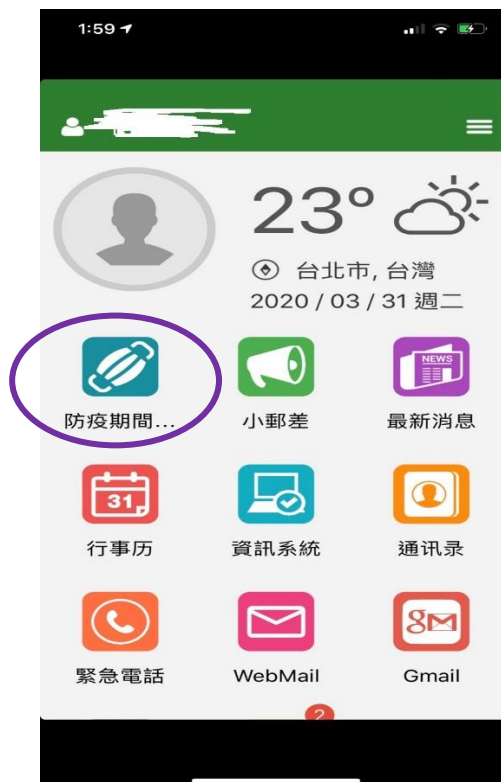 1:59
23°
台北市, 台灣
2020 / 03 / 31 週二
NEWS
防疫期間...
小郵差
最新消息
31
行事历
資訊系統
通讯录
8M
緊急電話
WebMail
Gmail
2